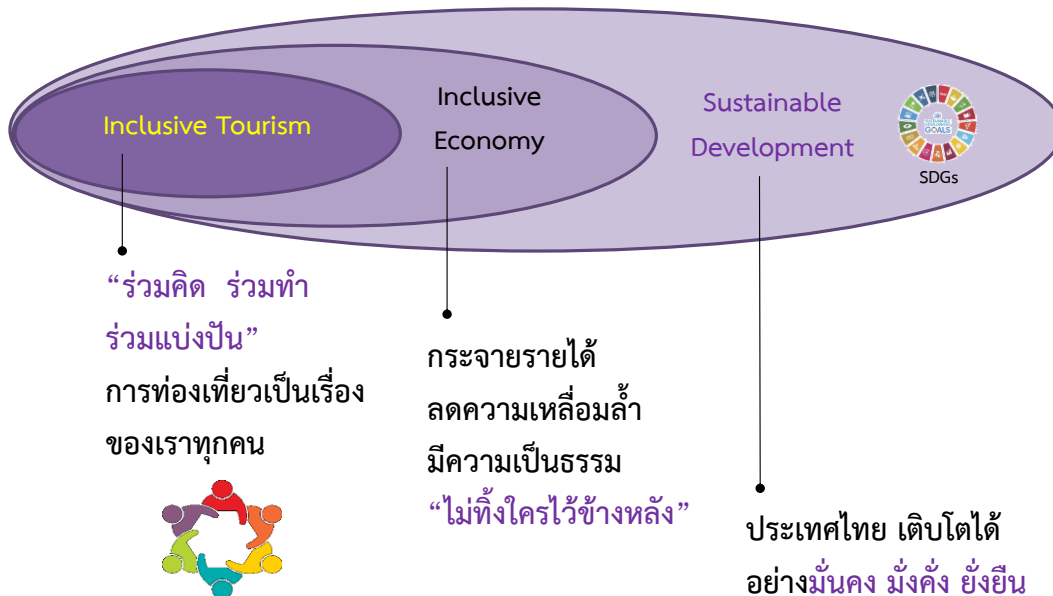 Inclusive Tourism
Inclusive
Economy
Sustainable
Development
SUSTAINABLE
DEVELOPMENT
GOALS
SDGs
“ร่วมคิด ร่วมทำ
ร่วมแบ่งปัน”
การท่องเที่ยวเป็นเรื่อง
ของเราทุกคน
กระจายรายได้
ลดความเหลื่อมล้ำ
มีความเป็นธรรม
“ไม่ทิ้งใครไว้ข้างหลัง”
ประเทศไทย เติบโตได้
อย่างมั่นคง มั่งคั่ง ยั่งยืน